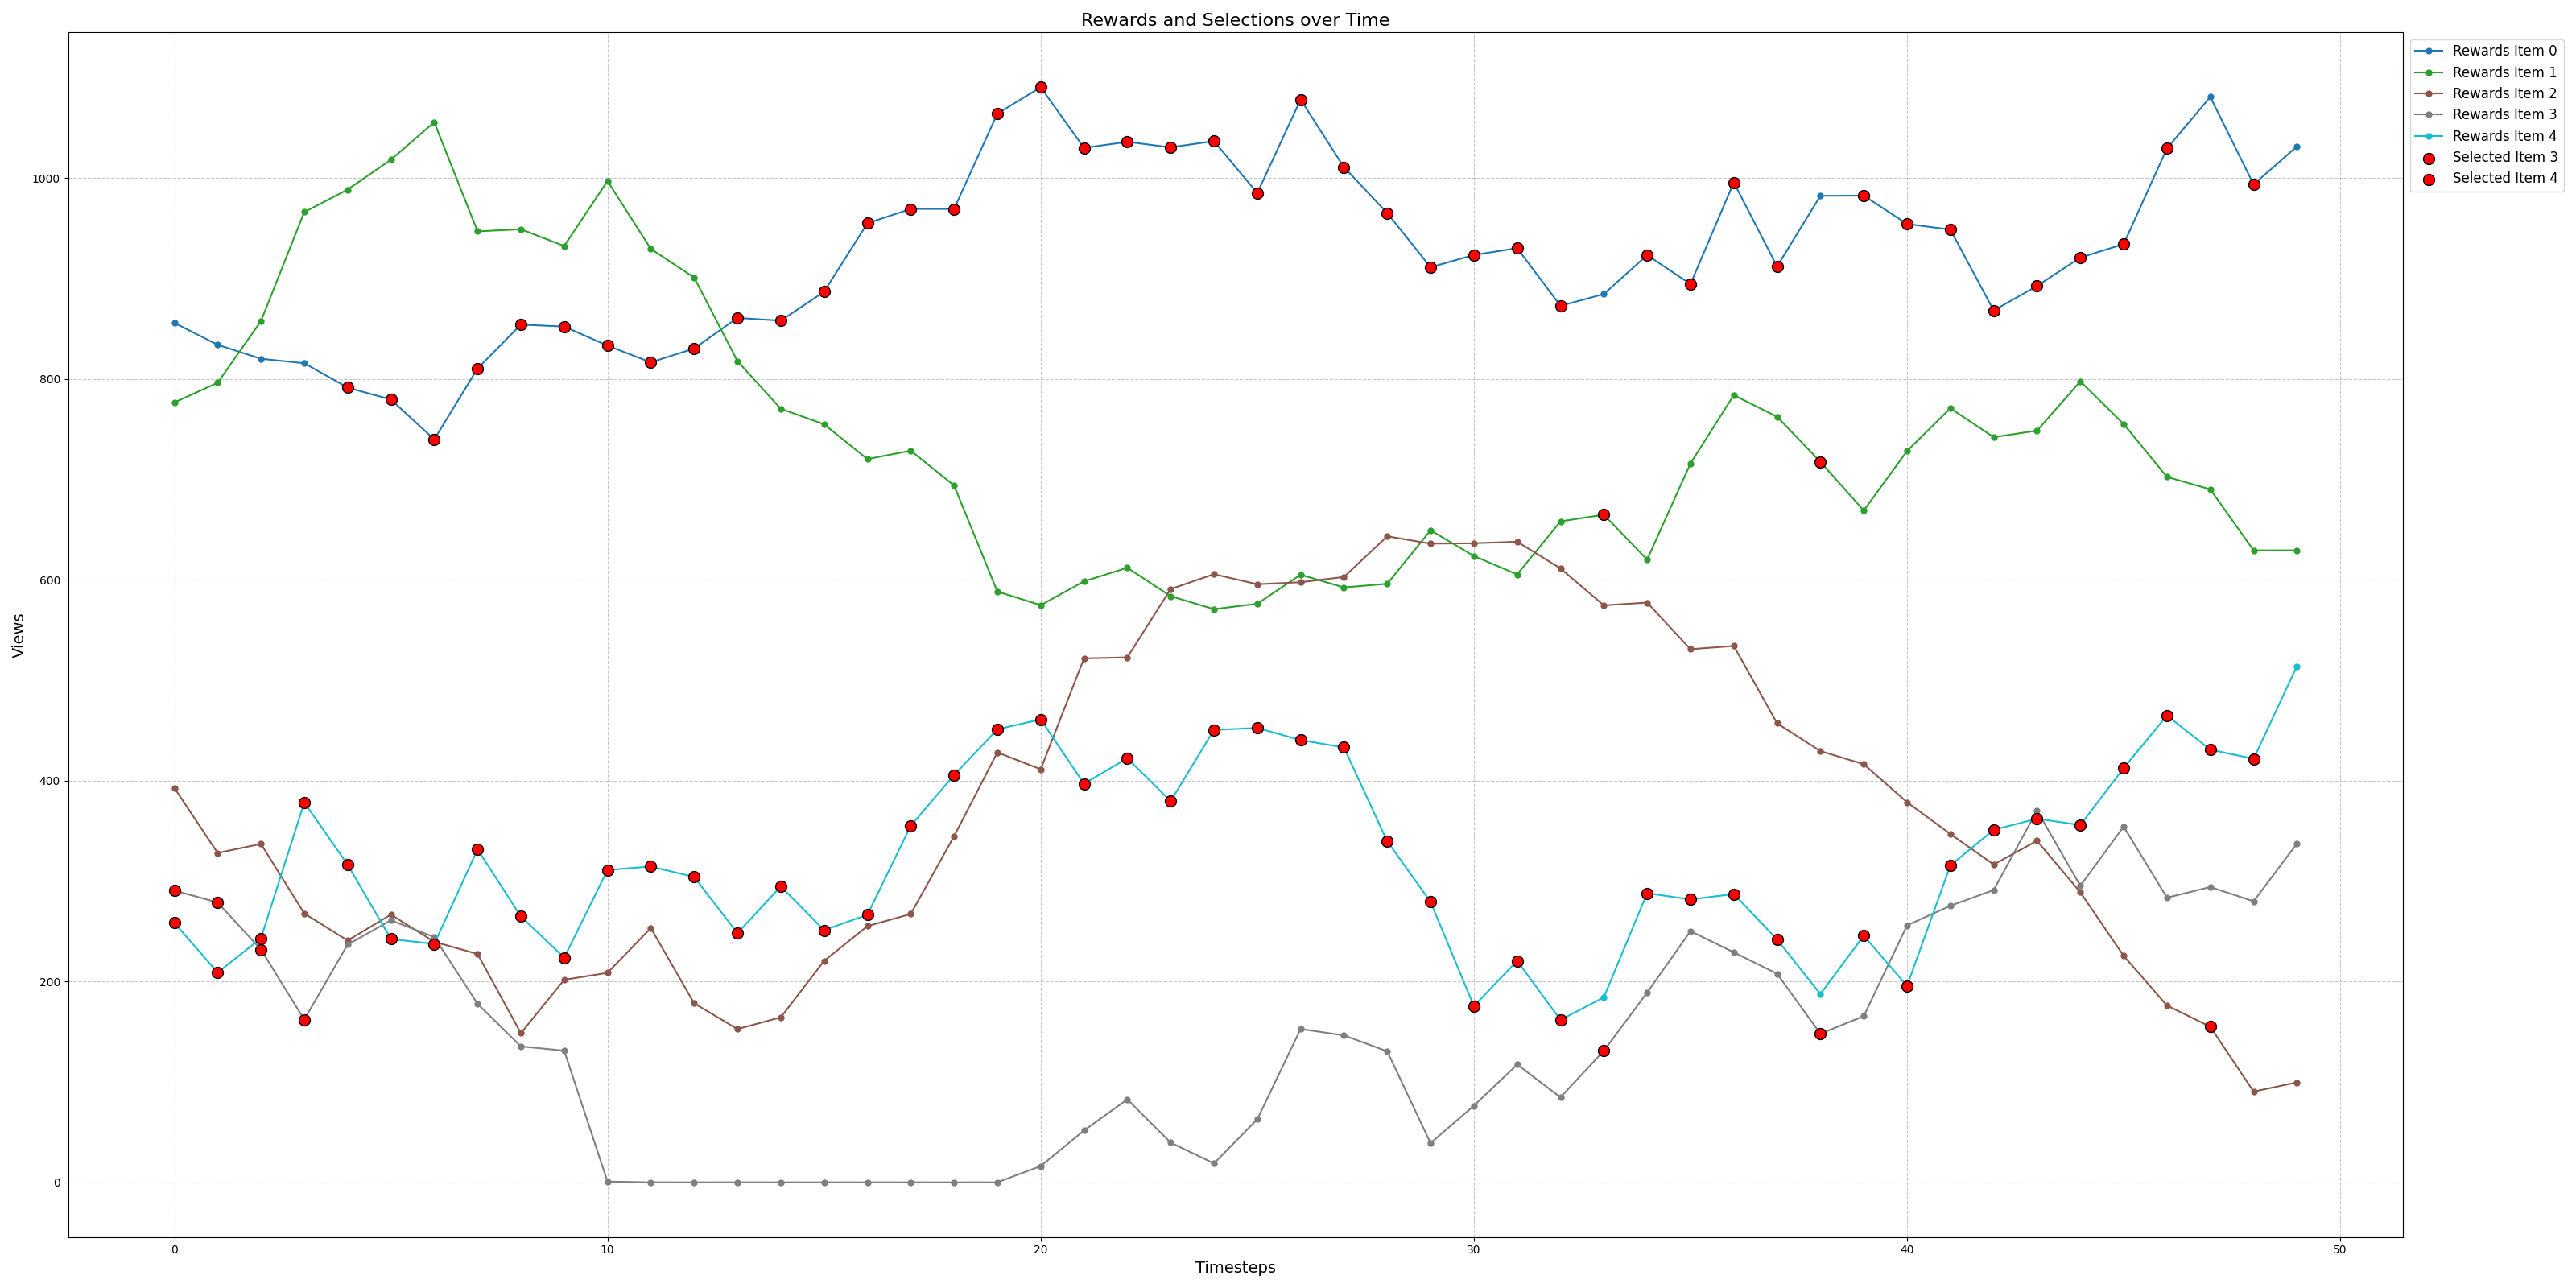 Rewards and Selections over Time
Rewards Item 0
Rewards Item 1
Rewards Item 2
Rewards Item 3
Rewards Item 4
Selected Item 3
Selected Item 4
Views
1000
800
600
400
200
0
0 10 20 30 40 50
Timesteps